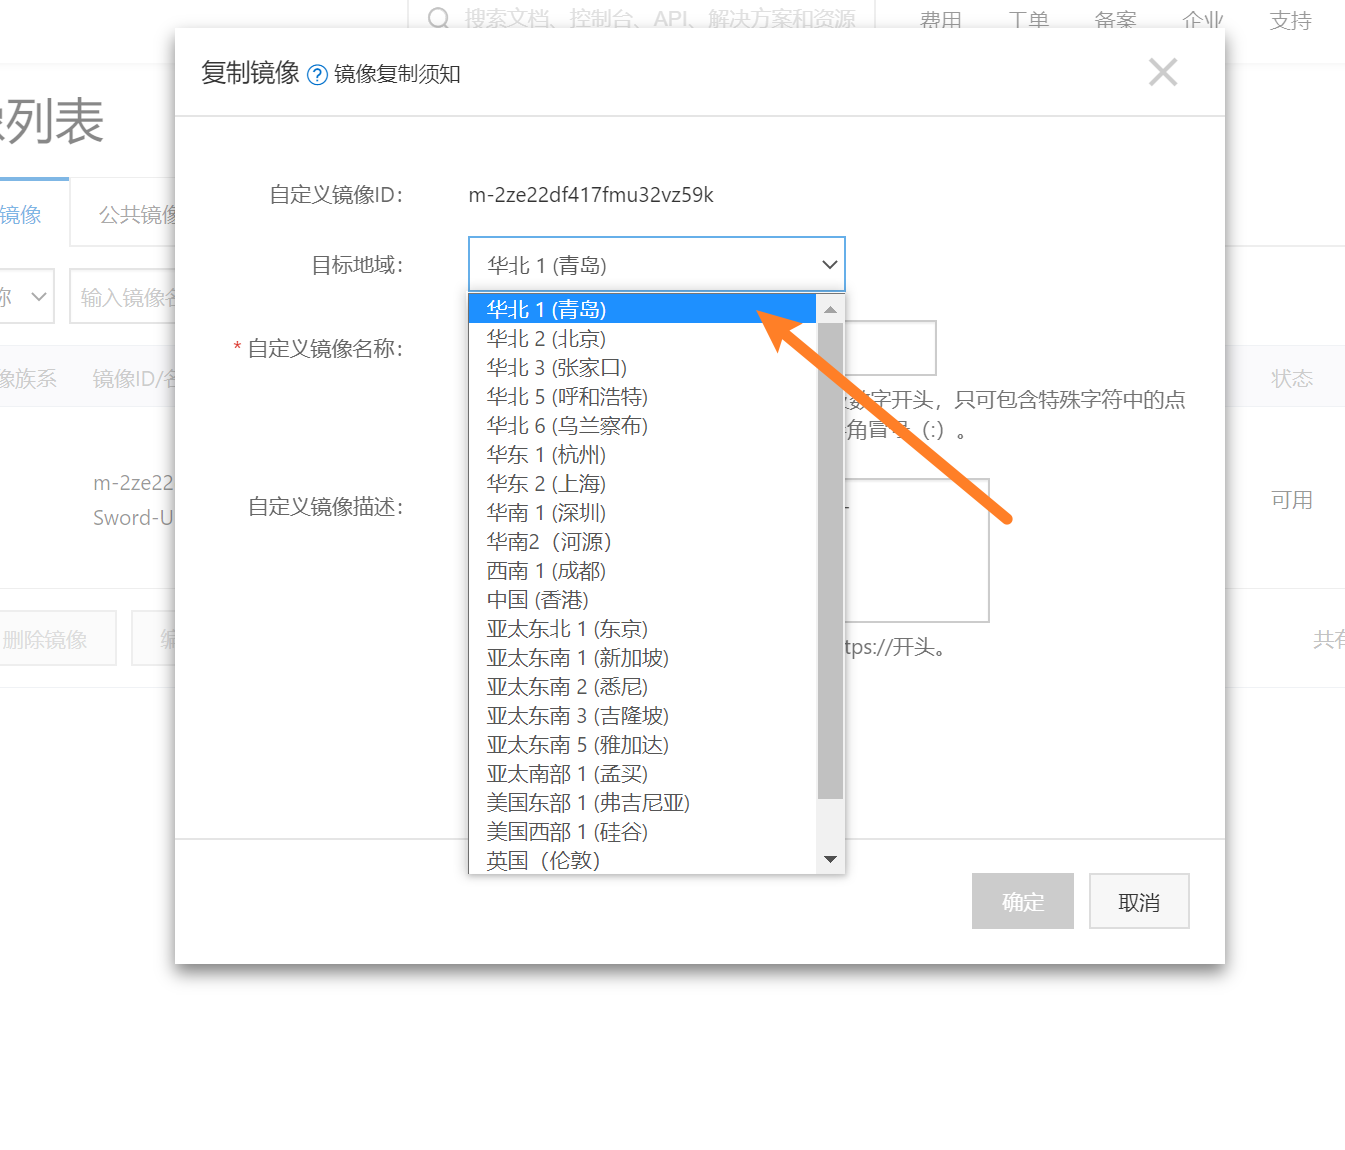 搜索文档、控制台、API、解决方案和资源
费用 工单 备案 企业 支持
复制镜像 ? 镜像复制须知
列表
自定义镜像ID： m-2ze22df417fmu32vz59k
镜像 公共镜像
目标地域： 华北 1 (青岛)
称 输入镜像名
华北 1 (青岛)
华北 2 (北京)
* 自定义镜像名称：
华北 3 (张家口)
像族系 镜像ID/名 状态
华北 5 (呼和浩特)
数字开头，只可包含特殊字符中的点
华北 6 (乌兰察布)
角冒号（:）。
华东 1 (杭州)
华东 2 (上海)
m-2ze22
可用
自定义镜像描述：
华南 1 (深圳)
Sword-U
华南2（河源）
西南 1 (成都)
中国 (香港)
亚太东北 1 (东京)
删除镜像 编 共有
tps://开头。
亚太东南 1 (新加坡)
亚太东南 2 (悉尼)
亚太东南 3 (吉隆坡)
亚太东南 5 (雅加达)
亚太南部 1 (孟买)
美国东部 1 (弗吉尼亚)
美国西部 1 (硅谷)
英国（伦敦）
确定 取消